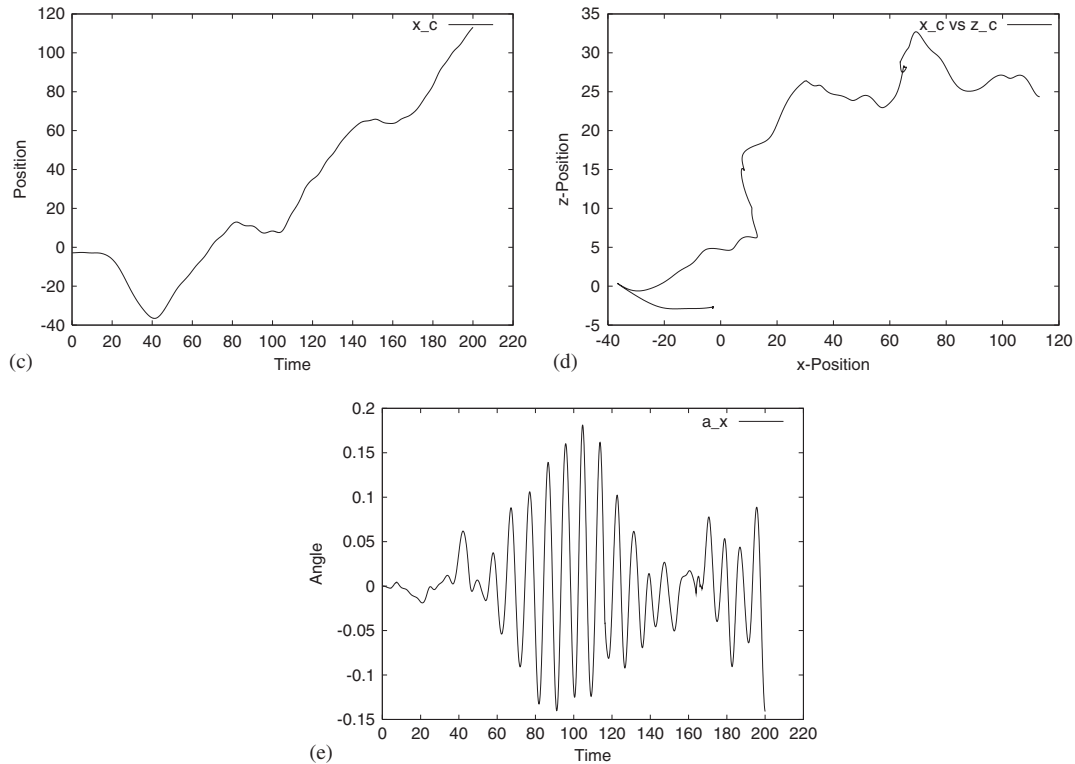 120
100
80
60
40
20
0
-20
-40
Position
x_c
0 20 40 60 80 100 120 140 160 180 200 220
Time
(c)
35
30
25
20
15
10
5
0
-5
z-Position
x_c vs z_c
-40 -20 0 20 40 60 80 100 120
x-Position
(d)
0.2
0.15
0.1
0.05
0
-0.05
-0.1
-0.15
Angle
a_x
0 20 40 60 80 100 120 140 160 180 200 220
Time
(e)